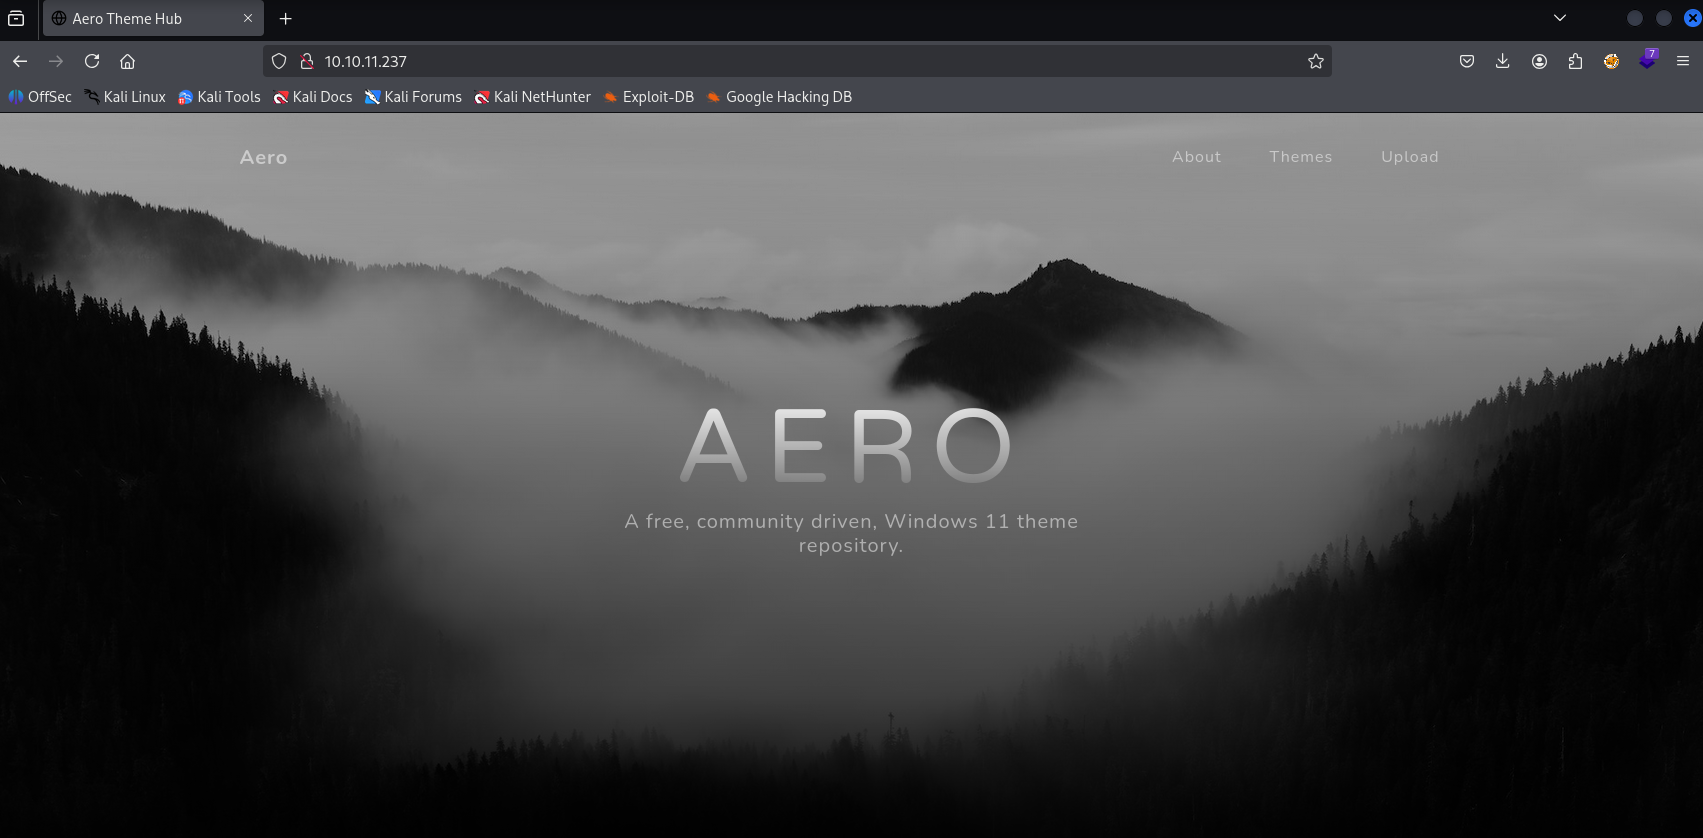 Aero Theme Hub
10.10.11.237
7
OffSec Kali Linux Kali Tools Kali Docs Kali Forums Kali NetHunter Exploit-DB Google Hacking DB
Aero About Themes Upload
AERO
A free, community driven, Windows 11 theme
repository.